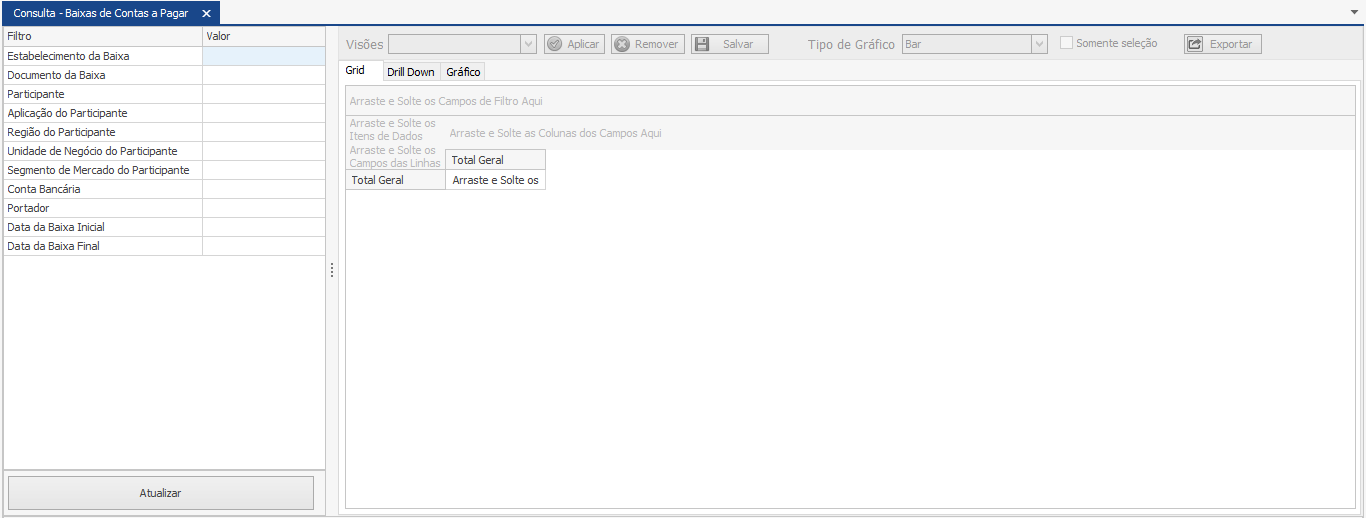 Consulta - Baixas de Contas a Pagar
Filtro Valor
Estabelecimento da Baixa
Documento da Baixa
Participante
Aplicação do Participante
Região do Participante
Unidade de Negócio do Participante
Segmento de Mercado do Participante
Conta Bancária
Portador
Data da Baixa Inicial
Data da Baixa Final
Atualizar
Visões Aplicar Remover Salvar Tipo de Gráfico Bar Somente seleção Exportar
Grid Drill Down Gráfico
Arraste e Solte os Campos de Filtro Aqui
Arraste e Solte os
Itens de Dados
Arraste e Solte as Colunas dos Campos Aqui
Arraste e Solte os
Campos das Linhas
Total Geral
Total Geral Arraste e Solte os